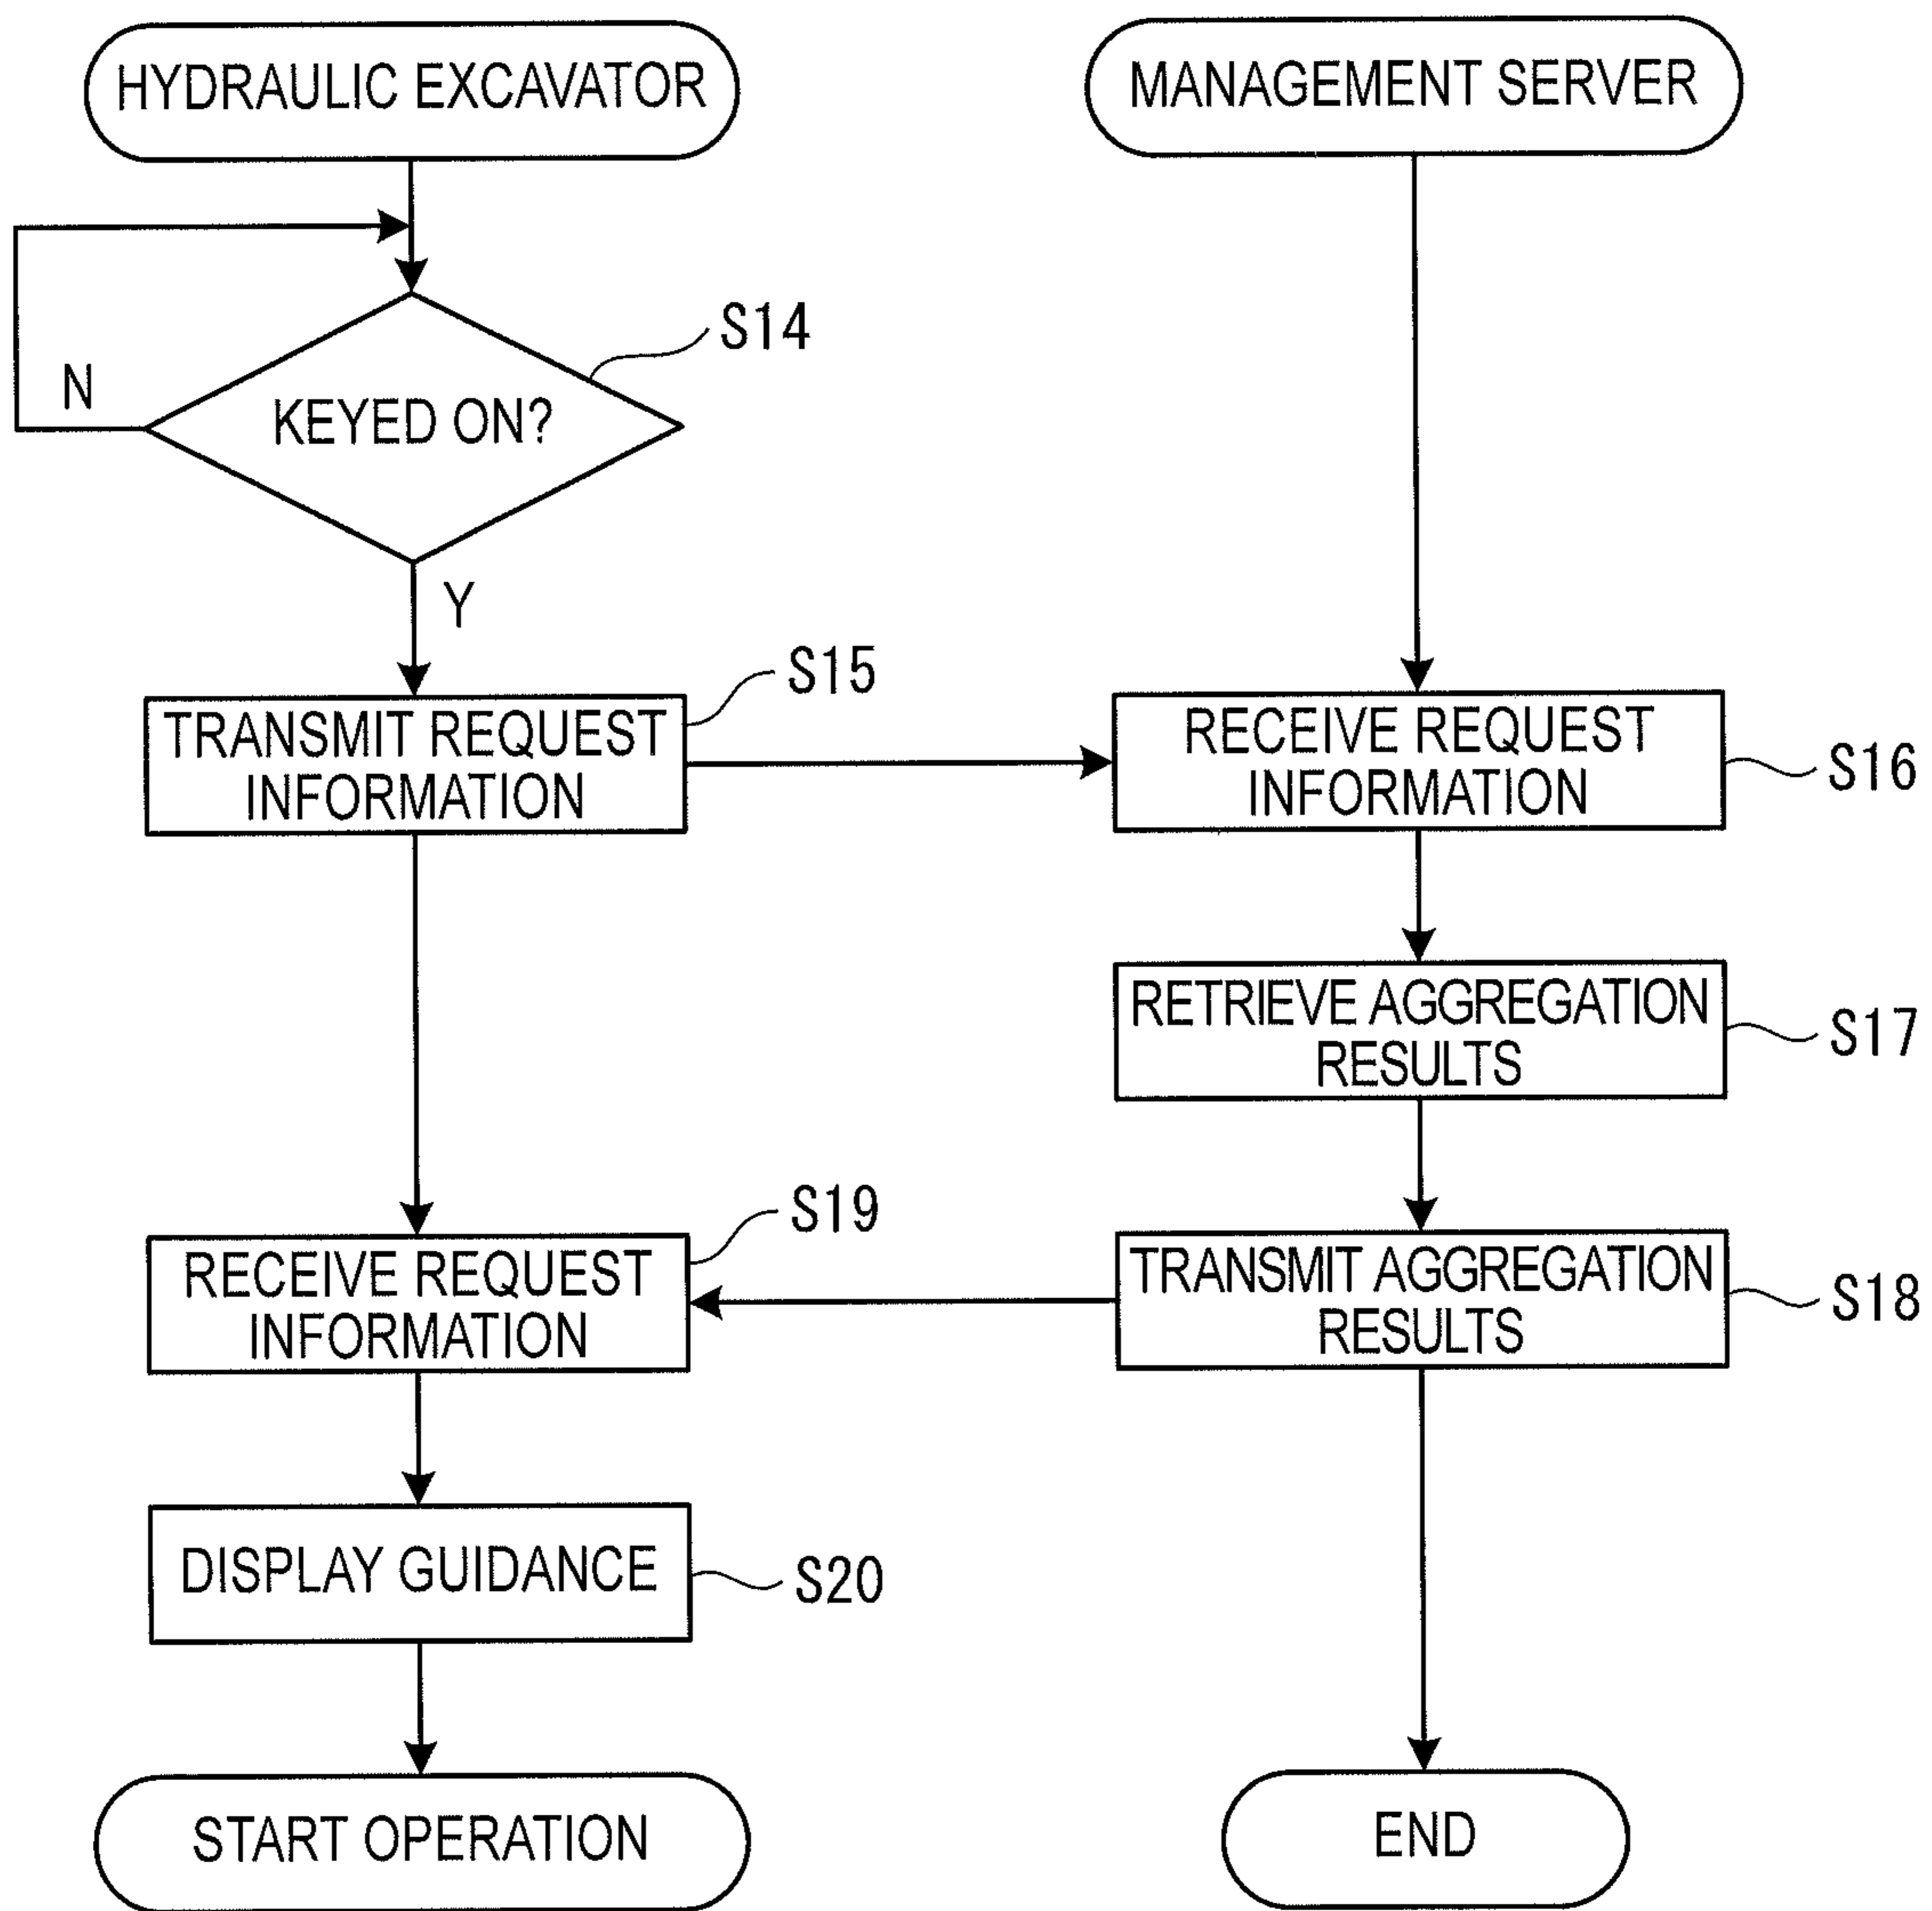 HYDRAULIC EXCAVATOR
MANAGEMENT SERVER
S14
N
KEYED ON?
Y
S15
TRANSMIT REQUEST
INFORMATION
RECEIVE REQUEST
INFORMATION
S16
RETRIEVE AGGREGATION
RESULTS
S17
S19
RECEIVE REQUEST
INFORMATION
TRANSMIT AGGREGATION
RESULTS
S18
DISPLAY GUIDANCE
S20
START OPERATION
END